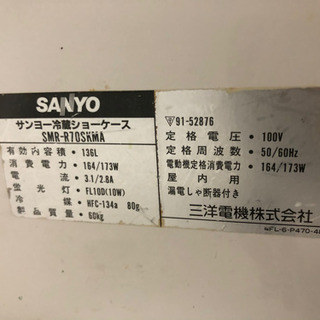 SANYO
サンヨー冷蔵ショーケース
SMR-R70SKMA
有効内容積・136L
消費電力・164/173W
電流・3.1/2.8A
蛍光灯・FL10D(10W)
冷媒・HFC-134a 80g
製品質量・60kg
91-52876
定格電圧・100V
定格周波数・50/60Hz
電動機定格消費電力・164/173W
屋内用
漏電しゃ断器付き
三洋電機株式会社
4FL-6-P470-4